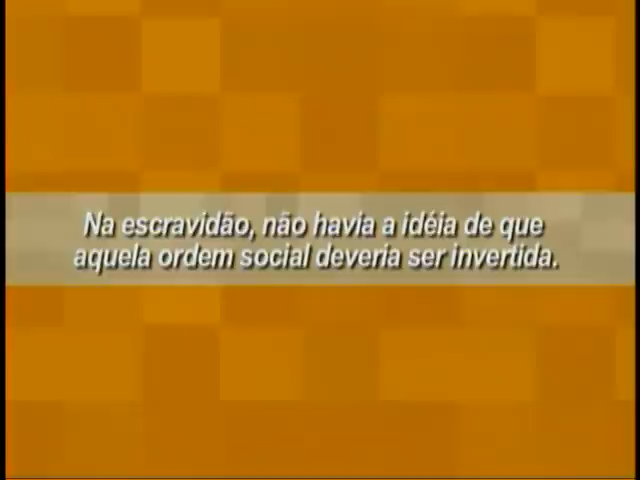 Na escravidão, não havia a idéia de que
aquela ordem social deveria ser invertida.